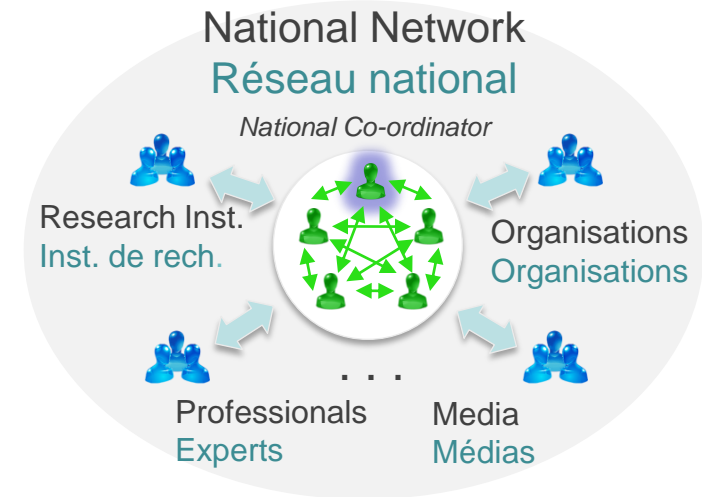 National Network
Réseau national
National Co-ordinator
Research Inst.
Inst. de rech.
Organisations
Organisations
. . .
Professionals
Experts
Media
Médias